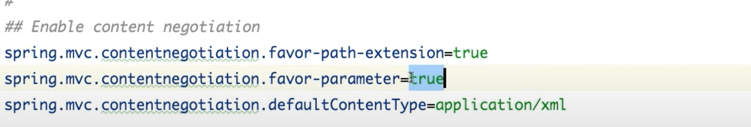 #
## Enable content negotiation
spring.mvc.contentnegotiation.favor-path-extension=true
spring.mvc.contentnegotiation.favor-parameter=true
spring.mvc.contentnegotiation.defaultContentType=application/xml